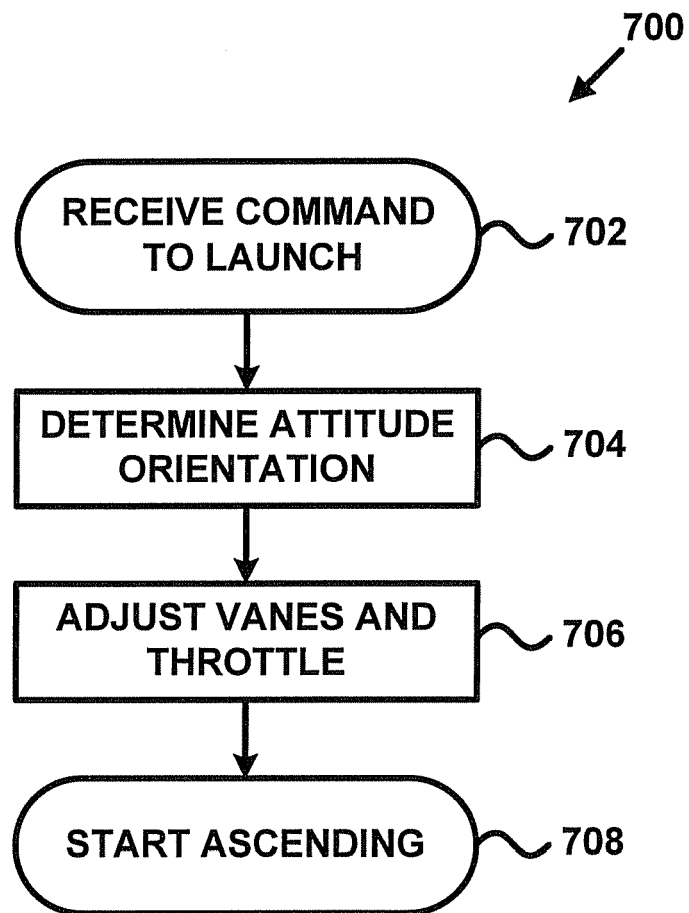 700
RECEIVE COMMAND
TO LAUNCH
702
DETERMINE ATTITUDE
ORIENTATION
704
ADJUST VANES AND
THROTTLE
706
START ASCENDING
708